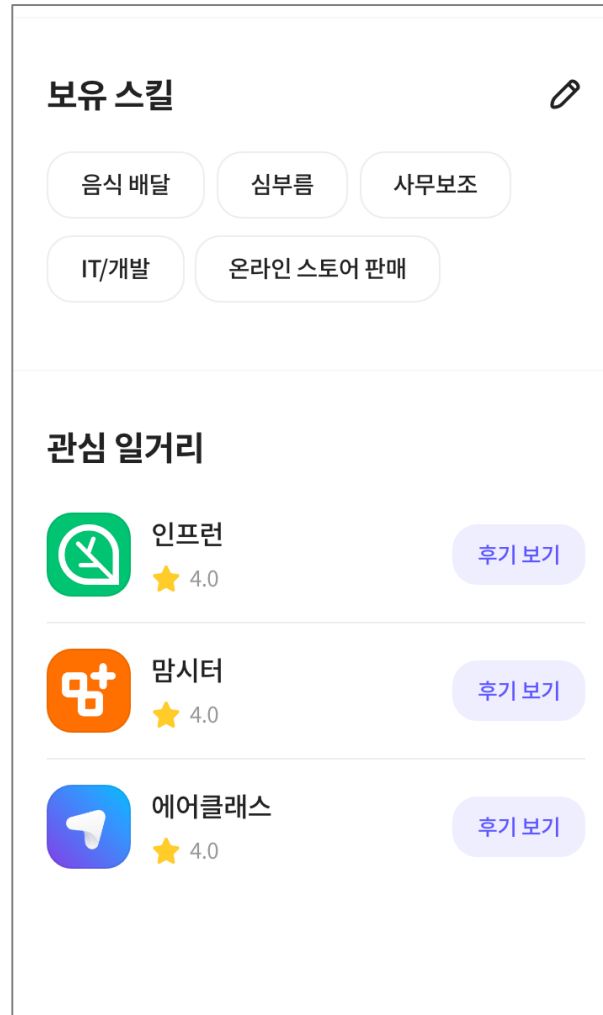 보유 스킬
음식 배달 심부름 사무보조
IT/개발 온라인 스토어 판매
관심 일거리
인프런
4.0
후기 보기
맘시터
4.0
후기 보기
에어클래스
4.0
후기 보기